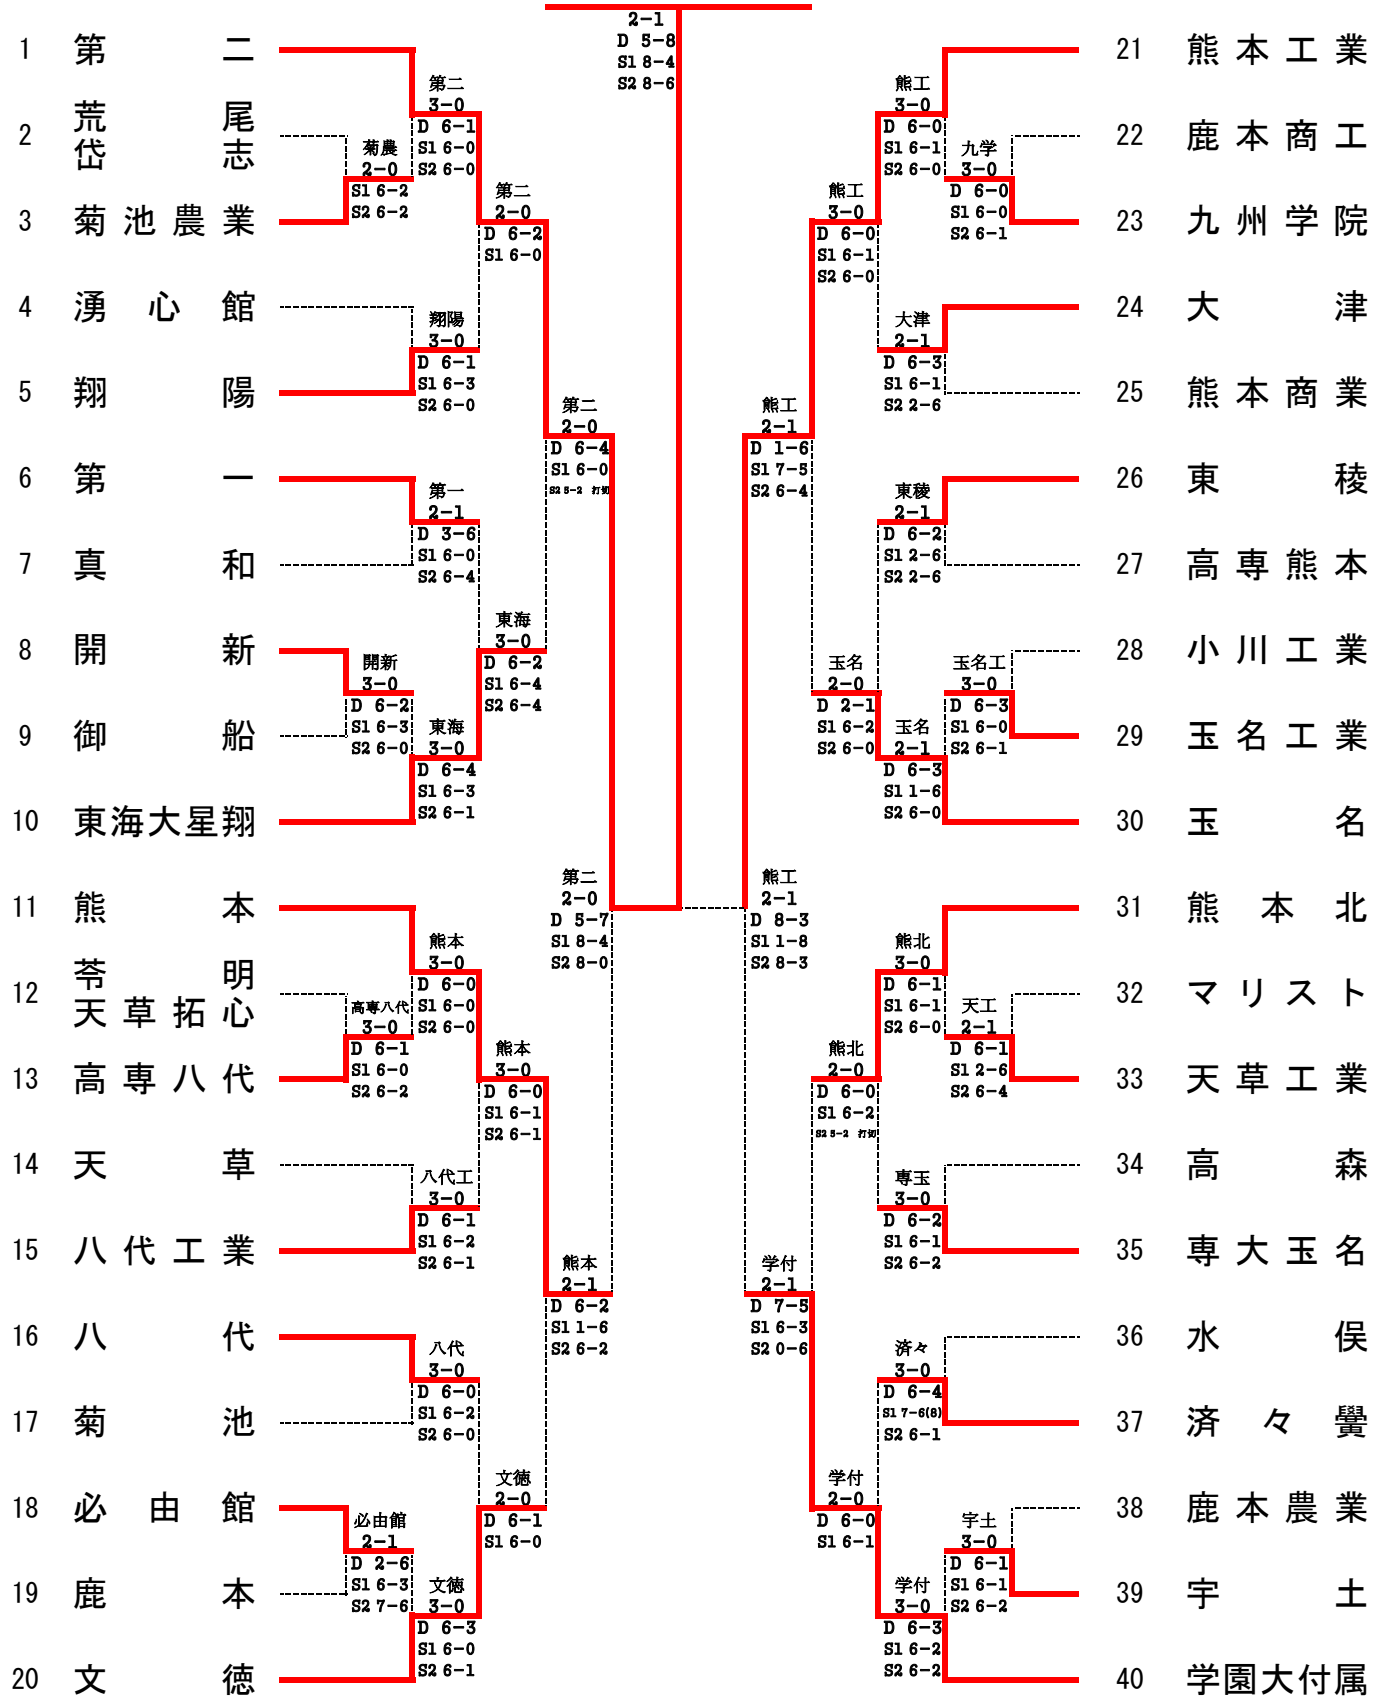 2-1
D 5-8
S1 8-4
S2 8-6
1 第二
2 荒尾
岱志
3 菊池農業
4 湧心館
5 翔陽
6 第一
7 真和
8 開新
9 御船
10 東海大星翔
11 熊本
12 苓明
天草拓心
13 高専八代
14 天草
15 八代工業
16 八代
17 菊池
18 必由館
19 鹿本
20 文徳
菊農
2-0
S1 6-2
S2 6-2
開新
3-0
D 6-2
S1 6-3
S2 6-0
高専八代
3-0
D 6-1
S1 6-0
S2 6-2
必由館
2-1
D 2-6
S1 6-3
S2 7-6
第二
3-0
D 6-1
S1 6-0
S2 6-0
翔陽
3-0
D 6-1
S1 6-3
S2 6-0
第一
2-1
D 3-6
S1 6-0
S2 6-4
東海
3-0
D 6-4
S1 6-3
S2 6-1
熊本
3-0
D 6-0
S1 6-0
S2 6-0
八代工
3-0
D 6-1
S1 6-2
S2 6-1
八代
3-0
D 6-0
S1 6-2
S2 6-0
文徳
3-0
D 6-3
S1 6-0
S2 6-1
第二
2-0
D 6-2
S1 6-0
東海
3-0
D 6-2
S1 6-4
S2 6-4
熊本
3-0
D 6-0
S1 6-1
S2 6-1
文徳
2-0
D 6-1
S1 6-0
第二
2-0
D 6-4
S1 6-0
S2 5-2 打切
熊本
2-1
D 6-2
S1 1-6
S2 6-2
第二
2-0
D 5-7
S1 8-4
S2 8-0
熊工
2-1
D 8-3
S1 1-8
S2 8-3
熊工
2-1
D 1-6
S1 7-5
S2 6-4
学付
2-1
D 7-5
S1 6-3
S2 0-6
熊工
3-0
D 6-0
S1 6-1
S2 6-0
玉名
2-0
D 2-1
S1 6-2
S2 6-0
熊北
2-0
D 6-0
S1 6-2
S2 5-2 打切
学付
2-0
D 6-0
S1 6-1
熊工
3-0
D 6-0
S1 6-1
S2 6-0
大津
2-1
D 6-3
S1 6-1
S2 2-6
東稜
2-1
D 6-2
S1 2-6
S2 2-6
玉名
2-1
D 6-3
S1 1-6
S2 6-0
熊北
3-0
D 6-1
S1 6-1
S2 6-0
専玉
3-0
D 6-2
S1 6-1
S2 6-2
済々
3-0
D 6-4
S1 7-6(8)
S2 6-1
学付
3-0
D 6-3
S1 6-2
S2 6-2
九学
3-0
D 6-0
S1 6-0
S2 6-1
玉名工
3-0
D 6-3
S1 6-0
S2 6-1
天工
2-1
D 6-1
S1 2-6
S2 6-4
宇土
3-0
D 6-1
S1 6-1
S2 6-2
21 熊本工業
22 鹿本商工
23 九州学院
24 大津
25 熊本商業
26 東稜
27 高専熊本
28 小川工業
29 玉名工業
30 玉名
31 熊本北
32 マリスト
33 天草工業
34 高森
35 専大玉名
36 水俣
37 済々黌
38 鹿本農業
39 宇土
40 学園大付属